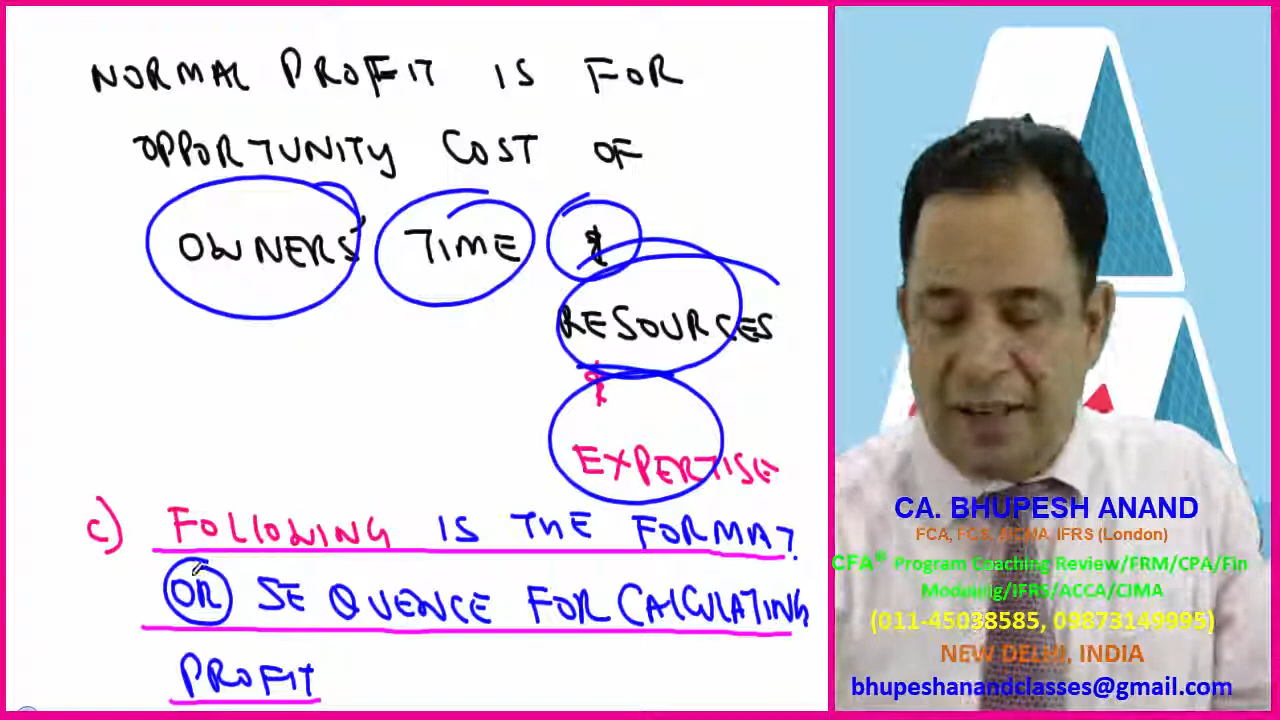 NORMAL PROFIT IS FOR
OPPORTUNITY COST OF
OWNERS' TIME &
RESOURCES
&
EXPERTISE
c) FOLLOWING IS THE FORMAT
OR SEQUENCE FOR CALCULATING
PROFIT
CA. BHUPESH ANAND
FCA, FCS, AICMA, IFRS (London)
CFA® Program Coaching Review/FRM/CPA/Fin
Moduling/IFRS/ACCA/CIMA
(011-45038585, 09873149995)
NEW DELHI, INDIA
bhupeshanandclasses@gmail.com